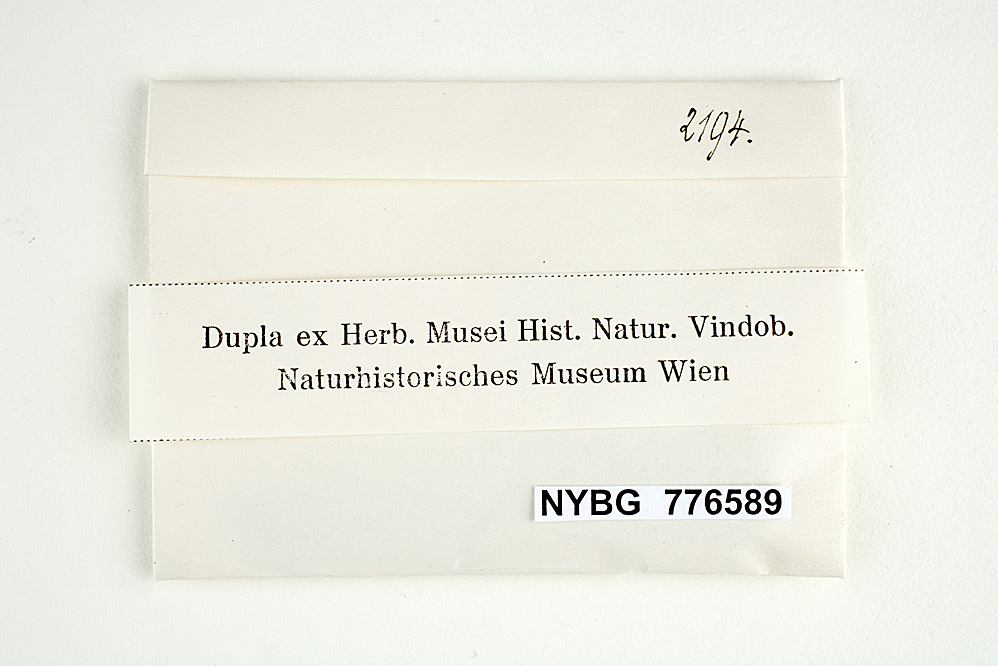 2194.
Dupla ex Herb. Musei Hist. Natur. Vindob.
Naturhistorisches Museum Wien
NYBG 776589